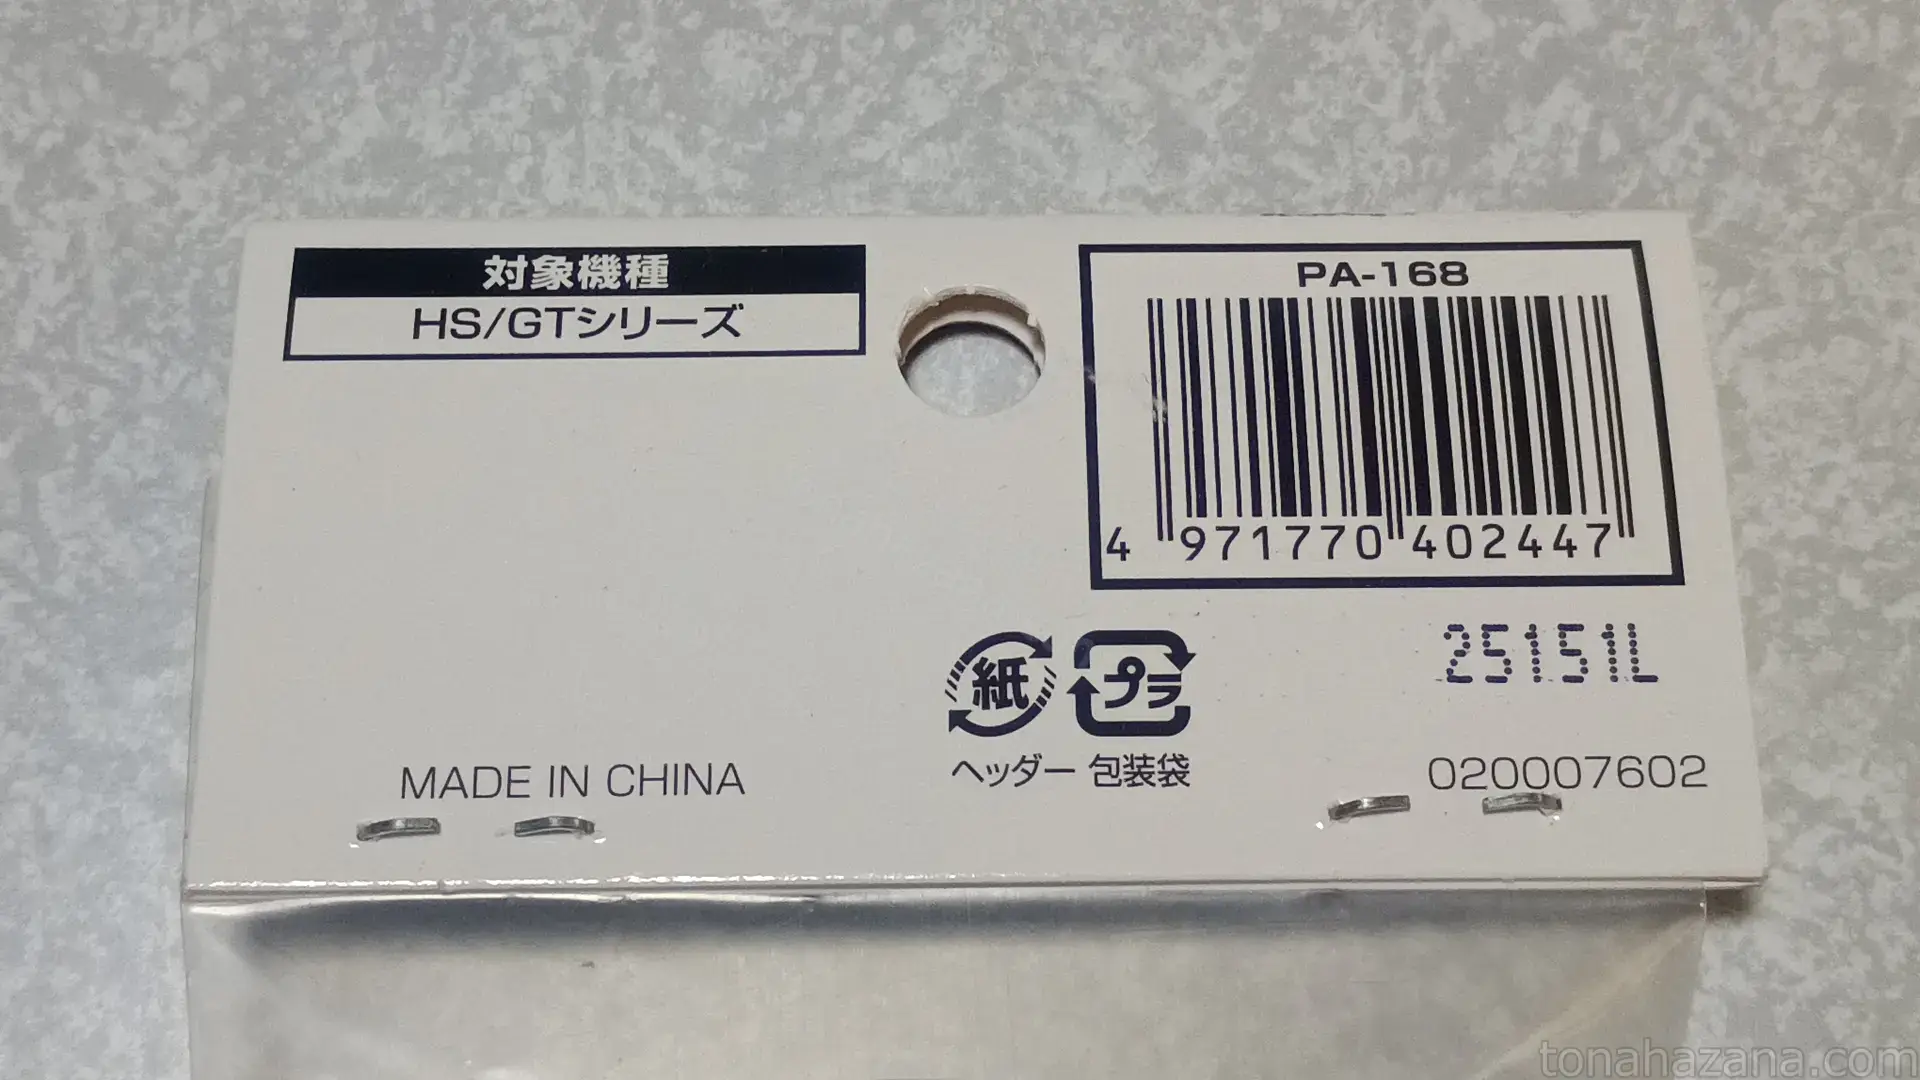 対象機種
HS/GTシリーズ
PA-168
4 971770 402447
25151L
紙
プラ
ヘッダー 包装袋
MADE IN CHINA
020007602
tonahazana.com